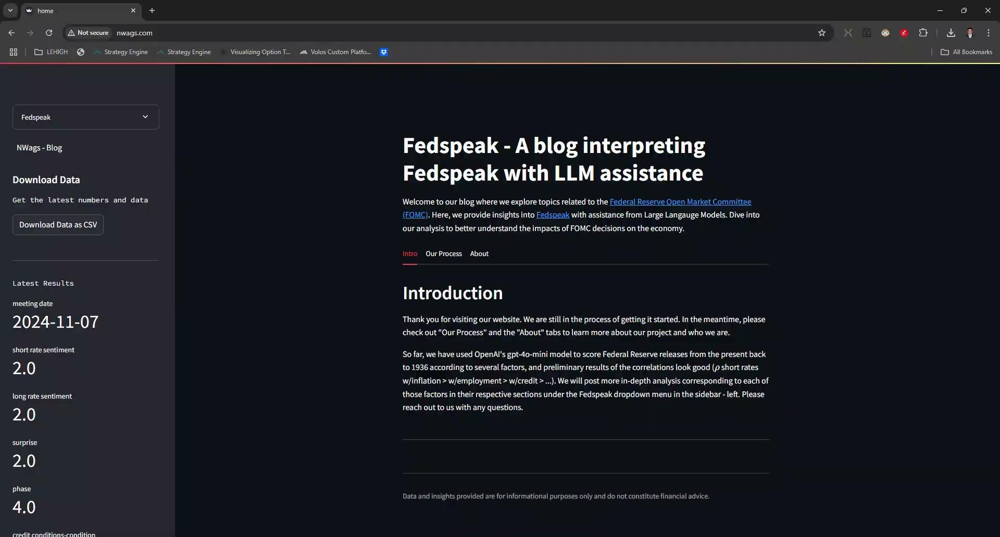 home
Not secure
nwags.com
LEHIGH
Strategy Engine
Strategy Engine
Visualizing Option T...
Volos Custom Platfo...
All Bookmarks
Fedspeak
NWags - Blog
Download Data
Get the latest numbers and data
Download Data as CSV
Latest Results
meeting date
2024-11-07
short rate sentiment
2.0
long rate sentiment
2.0
surprise
2.0
phase
4.0
credit conditions-condition
Fedspeak - A blog interpreting
Fedspeak with LLM assistance
Welcome to our blog where we explore topics related to the Federal Reserve Open Market Committee
(FOMC). Here, we provide insights into Fedspeak with assistance from Large Langauge Models. Dive into
our analysis to better understand the impacts of FOMC decisions on the economy.
Intro
Our Process
About
Introduction
Thank you for visiting our website. We are still in the process of getting it started. In the meantime, please
check out "Our Process" and the "About" tabs to learn more about our project and who we are.
So far, we have used OpenAI's gpt-4o-mini model to score Federal Reserve releases from the present back
to 1936 according to several factors, and preliminary results of the correlations look good (ρ short rates
w/inflation > w/employment > w/credit > ...). We will post more in-depth analysis corresponding to each of
those factors in their respective sections under the Fedspeak dropdown menu in the sidebar - left. Please
reach out to us with any questions.
Data and insights provided are for informational purposes only and do not constitute financial advice.